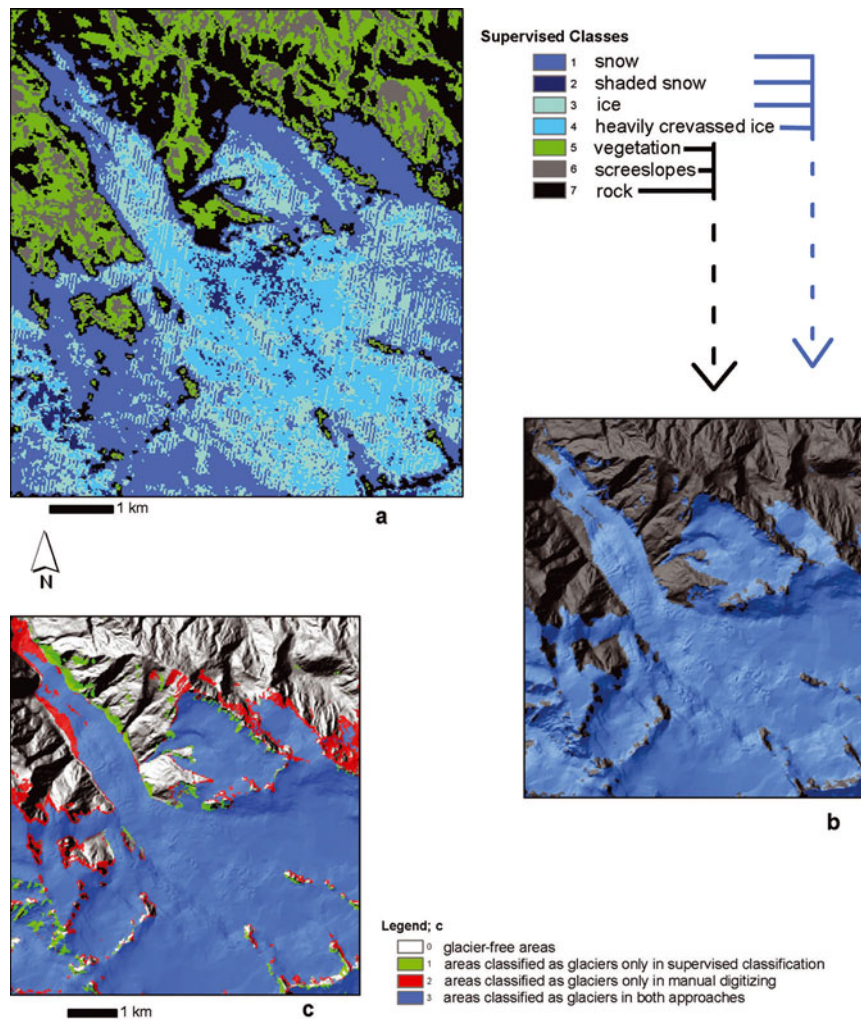 Supervised Classes
1 snow
2 shaded snow
3 ice
4 heavily crevassed ice
5 vegetation
6 screeslopes
7 rock
1 km
a
N
b
Legend; c
0 glacier-free areas
1 areas classified as glaciers only in supervised classification
2 areas classified as glaciers only in manual digitizing
3 areas classified as glaciers in both approaches
1 km
c